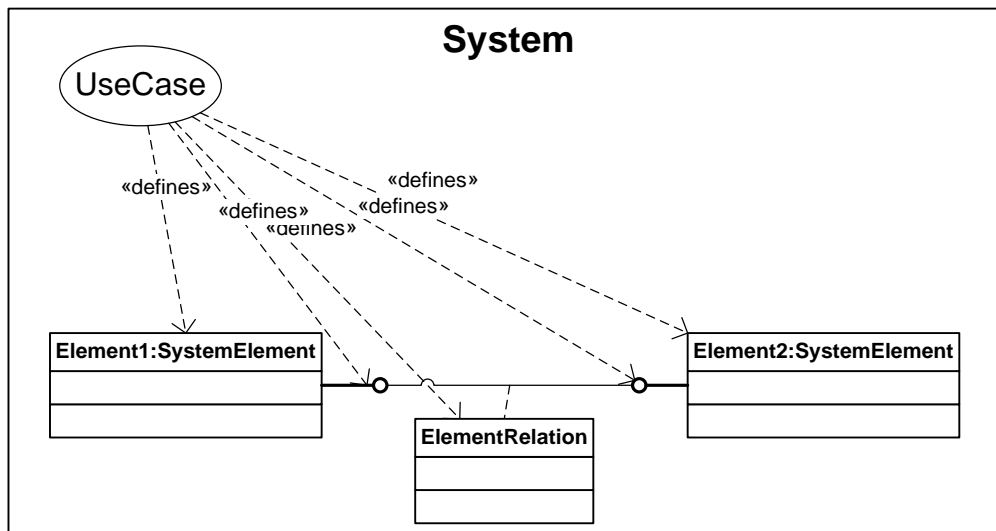 System
UseCase
«defines»
«defines»
«defines»
«defines»
«defines»
Element1:SystemElement
Element2:SystemElement
ElementRelation